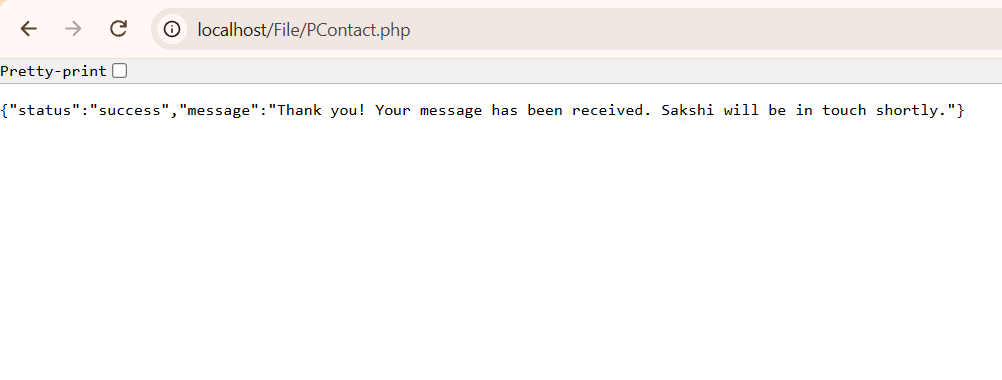 localhost/File/PContact.php
Pretty-print
{"status":"success","message":"Thank you! Your message has been received. Sakshi will be in touch shortly."}